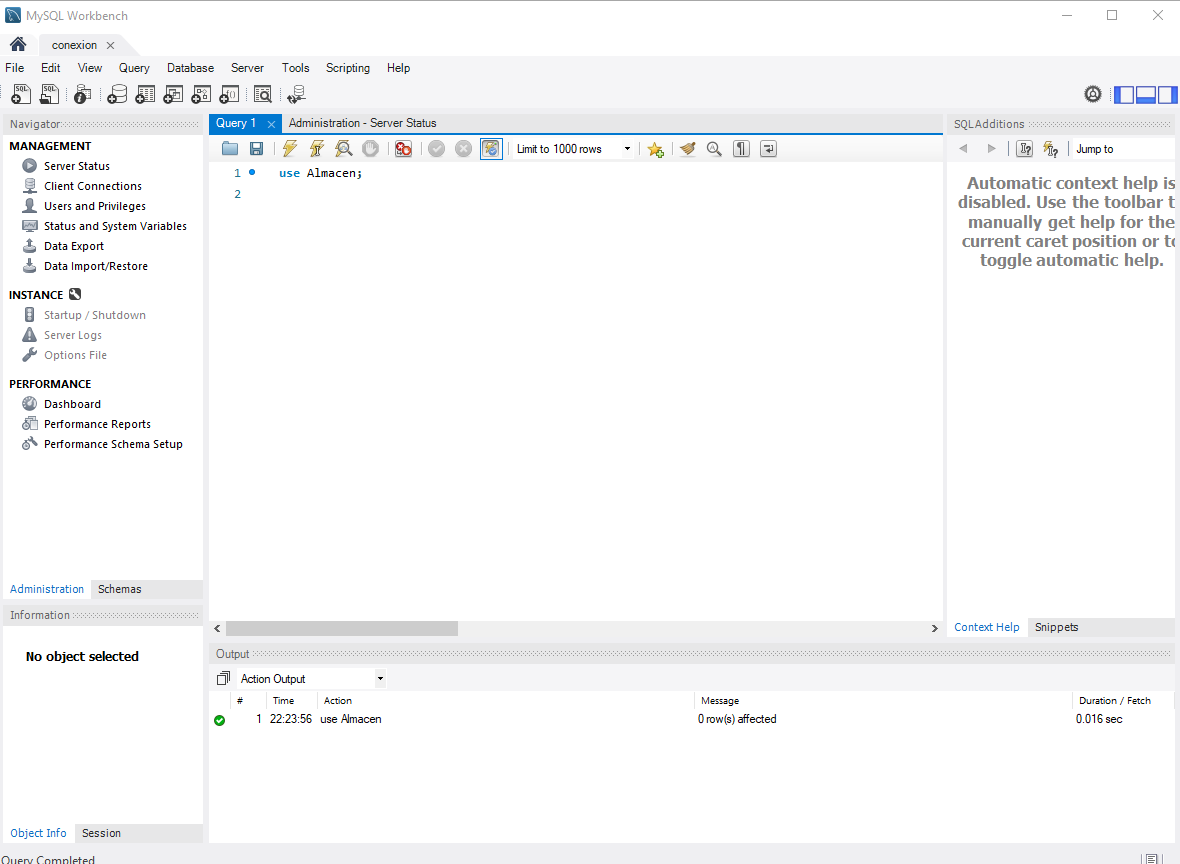 MySQL Workbench
conexion
File Edit View Query Database Server Tools Scripting Help
Navigator
MANAGEMENT
Server Status
Client Connections
Users and Privileges
Status and System Variables
Data Export
Data Import/Restore
INSTANCE
Startup / Shutdown
Server Logs
Options File
PERFORMANCE
Dashboard
Performance Reports
Performance Schema Setup
Administration Schemas
Information
No object selected
Object Info Session
Query 1 Administration - Server Status
Limit to 1000 rows
1 use Almacen;
2
Output
Action Output
# Time Action Message Duration / Fetch
1 22:23:56 use Almacen 0 row(s) affected 0.016 sec
SQLAdditions
Jump to
Automatic context help is
disabled. Use the toolbar t
manually get help for the
current caret position or to
toggle automatic help.
Context Help Snippets
Query Completed